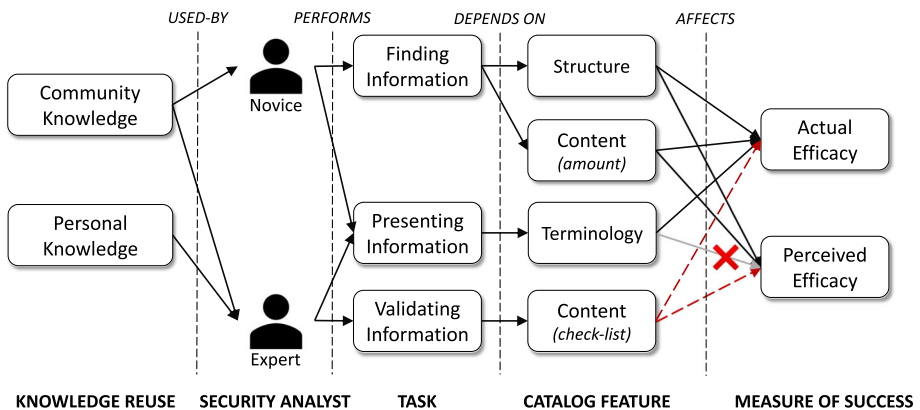 USED-BY
PERFORMS
DEPENDS ON
AFFECTS
Community
Knowledge
Personal
Knowledge
Novice
Expert
Finding
Information
Presenting
Information
Validating
Information
Structure
Content
(amount)
Terminology
Content
(check-list)
Actual
Efficacy
Perceived
Efficacy
KNOWLEDGE REUSE
SECURITY ANALYST
TASK
CATALOG FEATURE
MEASURE OF SUCCESS